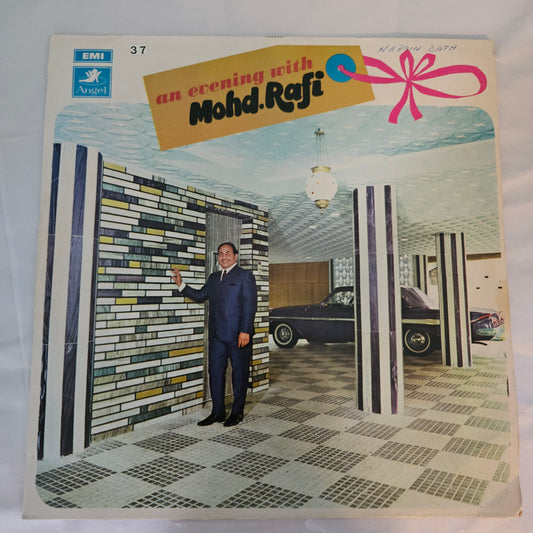 EMI
Angel
37
NARAIN DATH.
an evening with
Mohd. Rafi